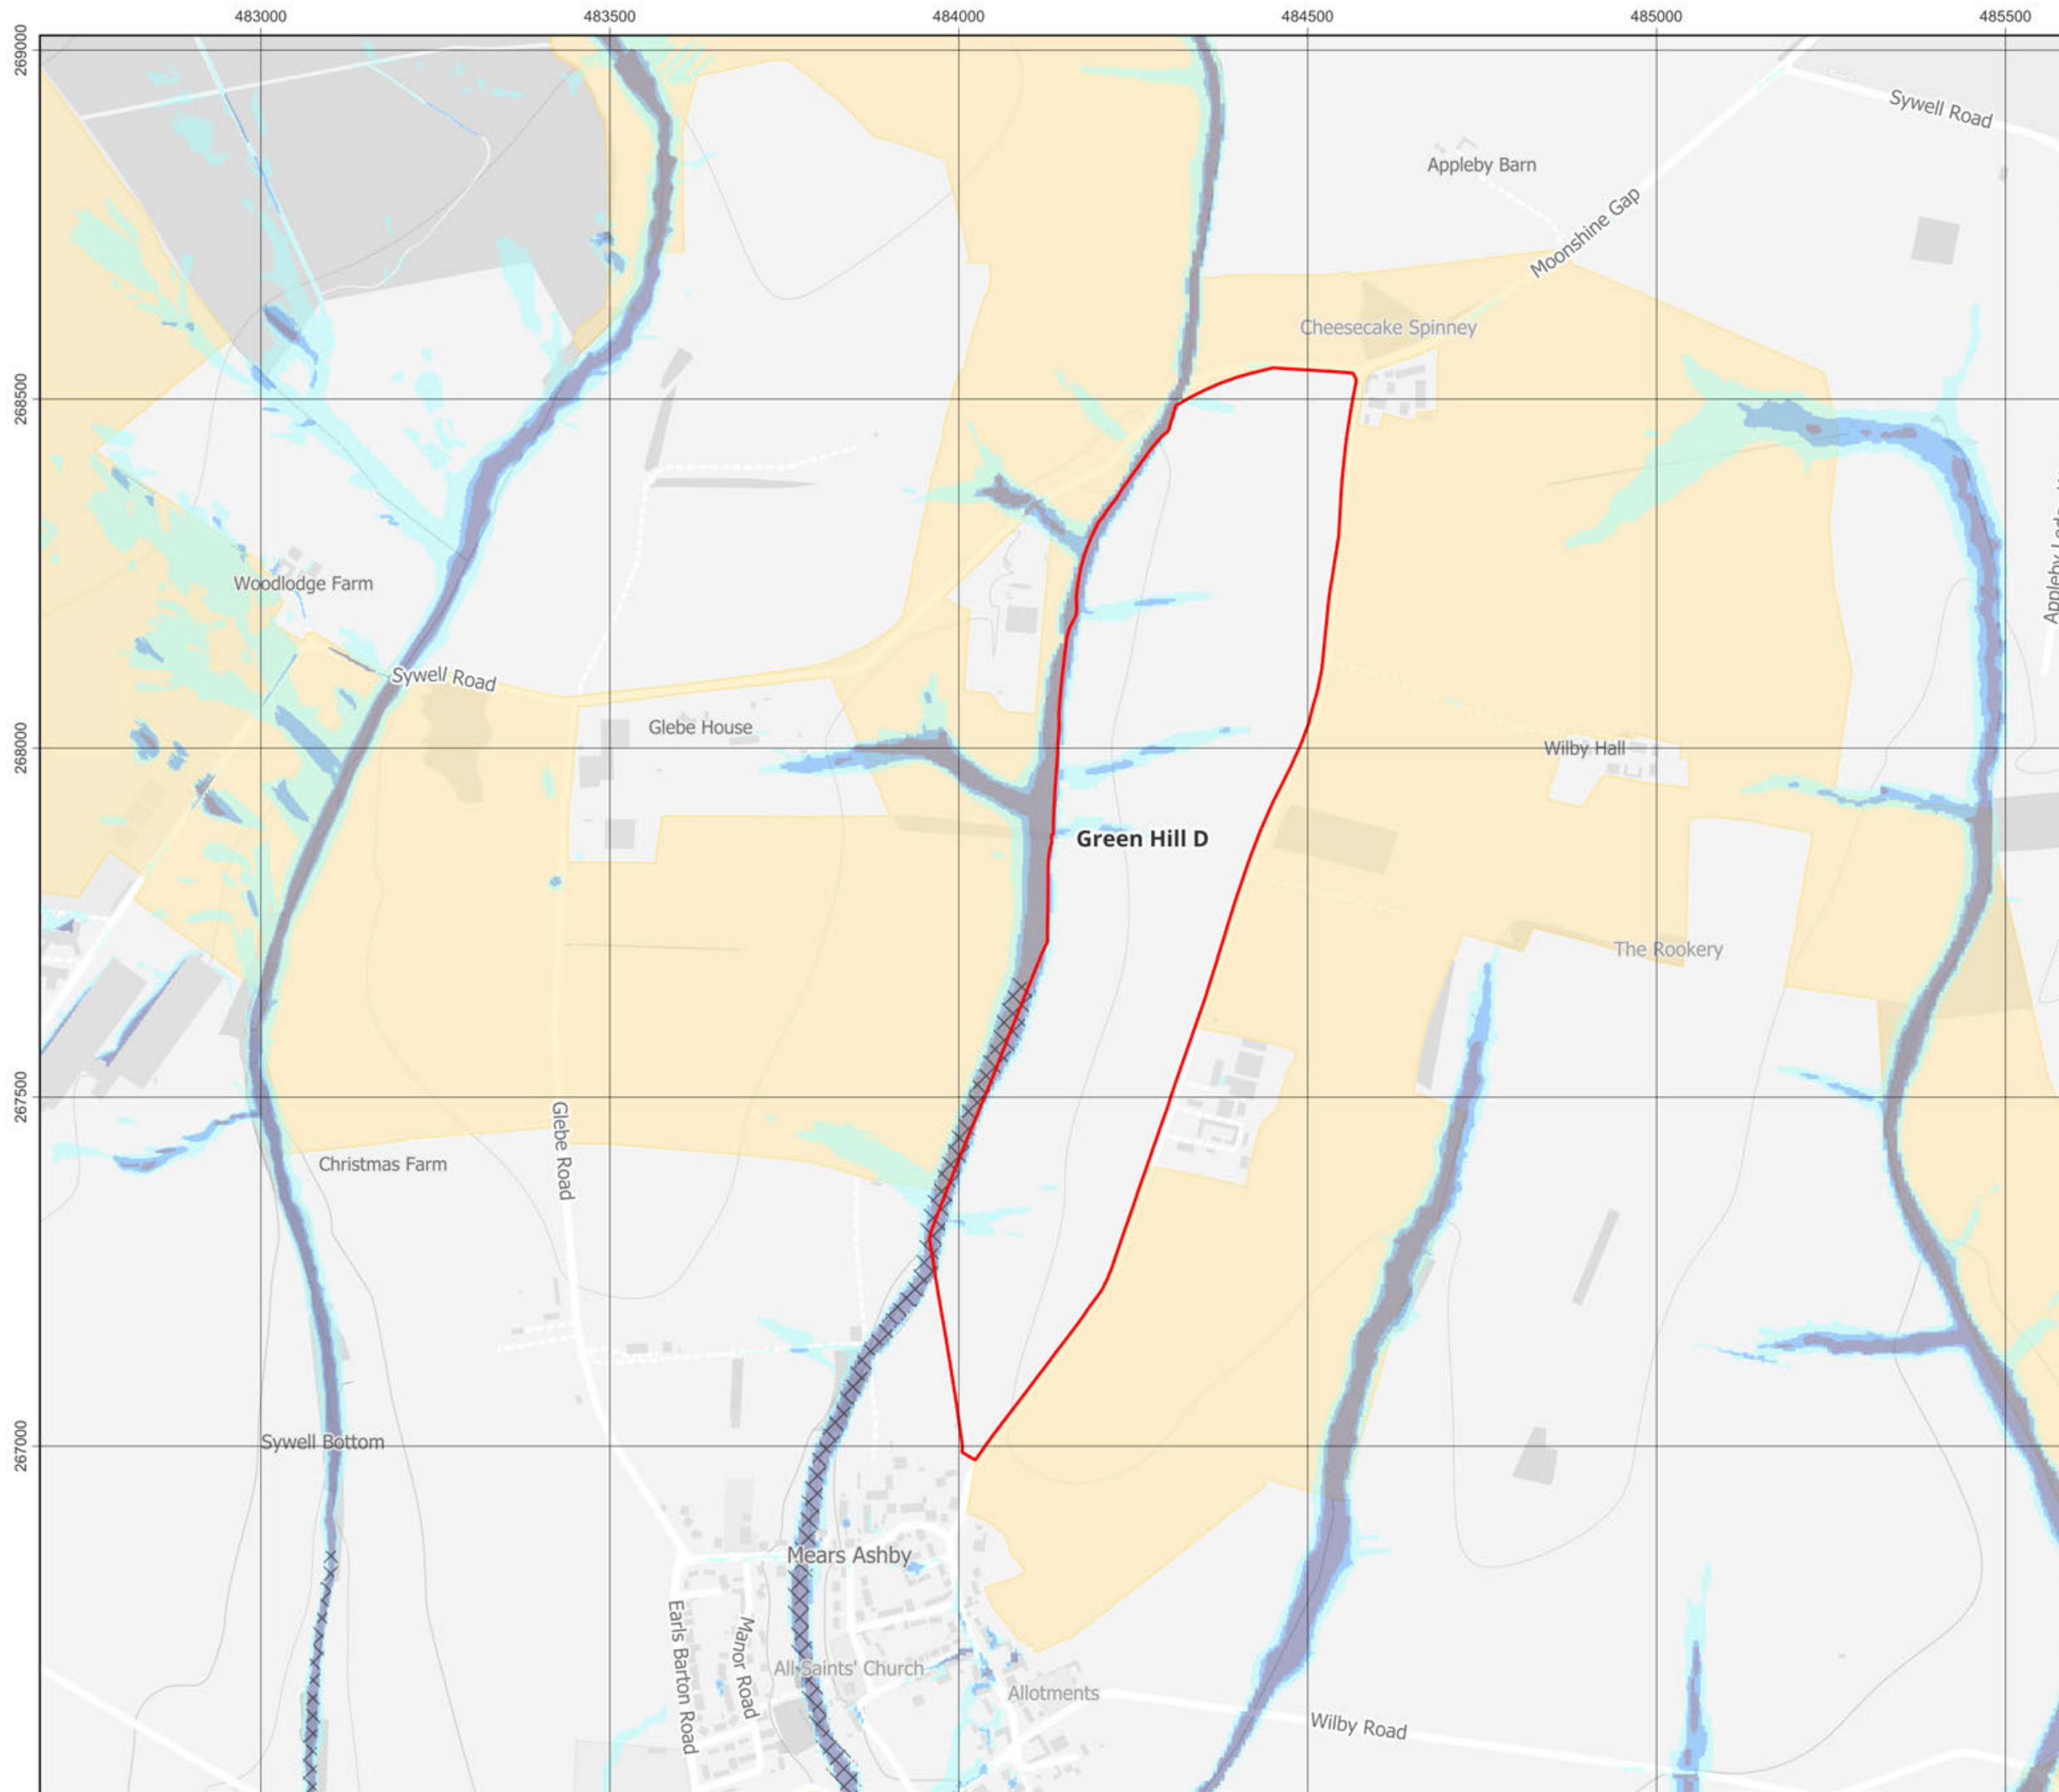 483000
483500
484000
484500
485000
485500
269000
268500
268000
267500
267000
Sywell Road
Appleby Barn
Moonshine Gap
Cheesecake Spinney
Woodlodge Farm
Sywell Road
Glebe House
Wilby Hall
Green Hill D
The Rookery
Glebe Road
Christmas Farm
Sywell Bottom
Mears Ashby
Earls Barton Road
Manor Road
All Saints' Church
Allotments
Wilby Road
Appleby